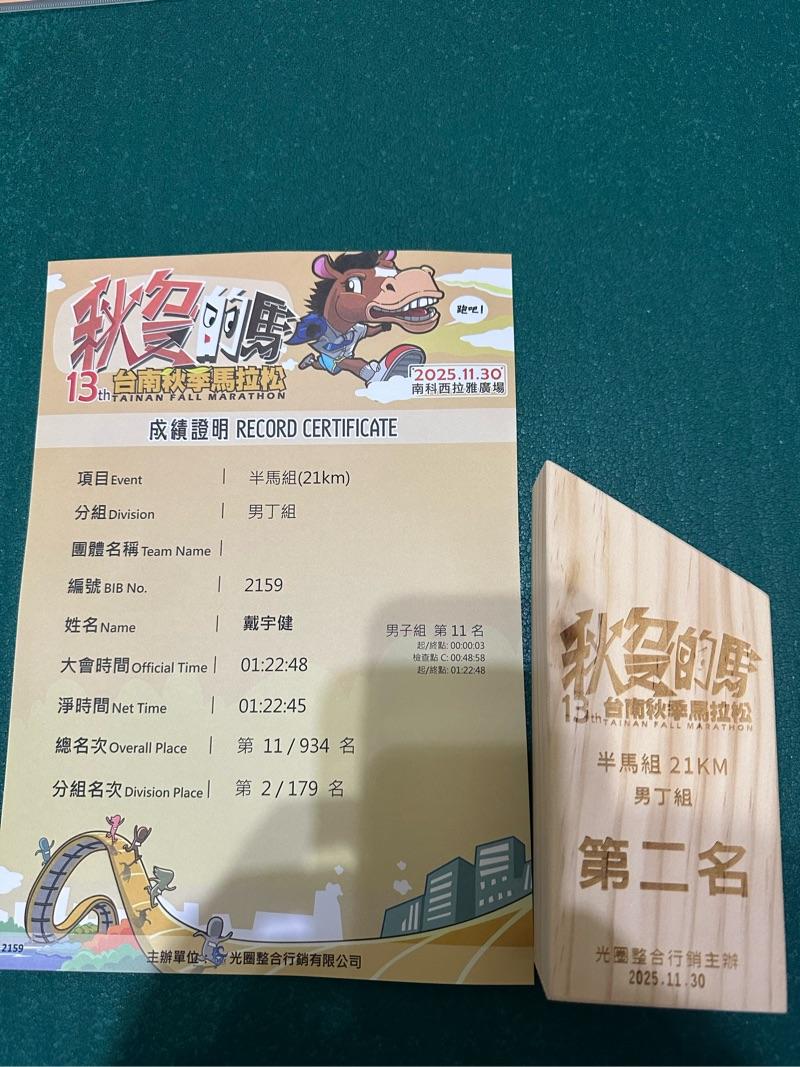 秋匁的馬
跑吧!
13th 台南秋季馬拉松
TAINAN FALL MARATHON
2025.11.30
南科西拉雅廣場
成績證明 RECORD CERTIFICATE
項目Event | 半馬組(21km)
分組Division | 男丁組
團體名稱Team Name |
編號BIB No. | 2159
姓名Name | 戴宇健
男子組 第 11 名
起/終點: 00:00:03
檢查點 C: 00:48:58
起/終點: 01:22:48
大會時間Official Time | 01:22:48
淨時間Net Time | 01:22:45
總名次Overall Place | 第 11 / 934 名
分組名次Division Place | 第 2 / 179 名
2159
主辦單位: 光圈整合行銷有限公司
秋匁的馬
13th 台南秋季馬拉松
TAINAN FALL MARATHON
半馬組 21KM
男丁組
第二名
光圈整合行銷主辦
2025.11.30